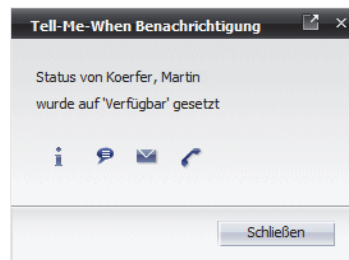 Tell-Me-When Benachrichtigung
Status von Koerfer, Martin
wurde auf 'Verfügbar' gesetzt
Schließen